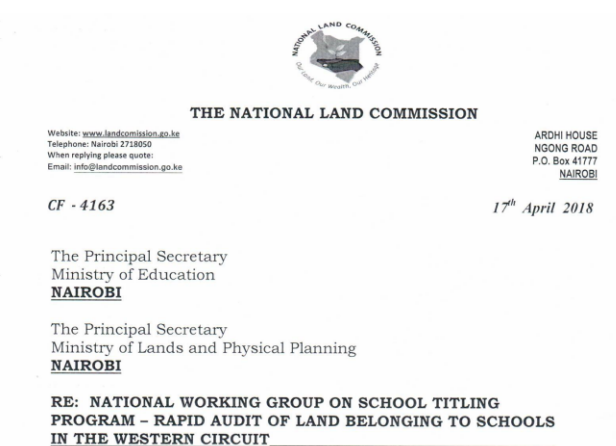 NATIONAL LAND COMMISSION
Our Land, Our Wealth, Our Heritage
THE NATIONAL LAND COMMISSION
Website: www.landcomission.go.ke
Telephone: Nairobi 2718050
When replying please quote:
Email: info@landcommission.go.ke
ARDHI HOUSE
NGONG ROAD
P.O. Box 41777
NAIROBI
CF - 4163
17th April 2018
The Principal Secretary
Ministry of Education
NAIROBI
The Principal Secretary
Ministry of Lands and Physical Planning
NAIROBI
RE: NATIONAL WORKING GROUP ON SCHOOL TITLING
PROGRAM – RAPID AUDIT OF LAND BELONGING TO SCHOOLS
IN THE WESTERN CIRCUIT